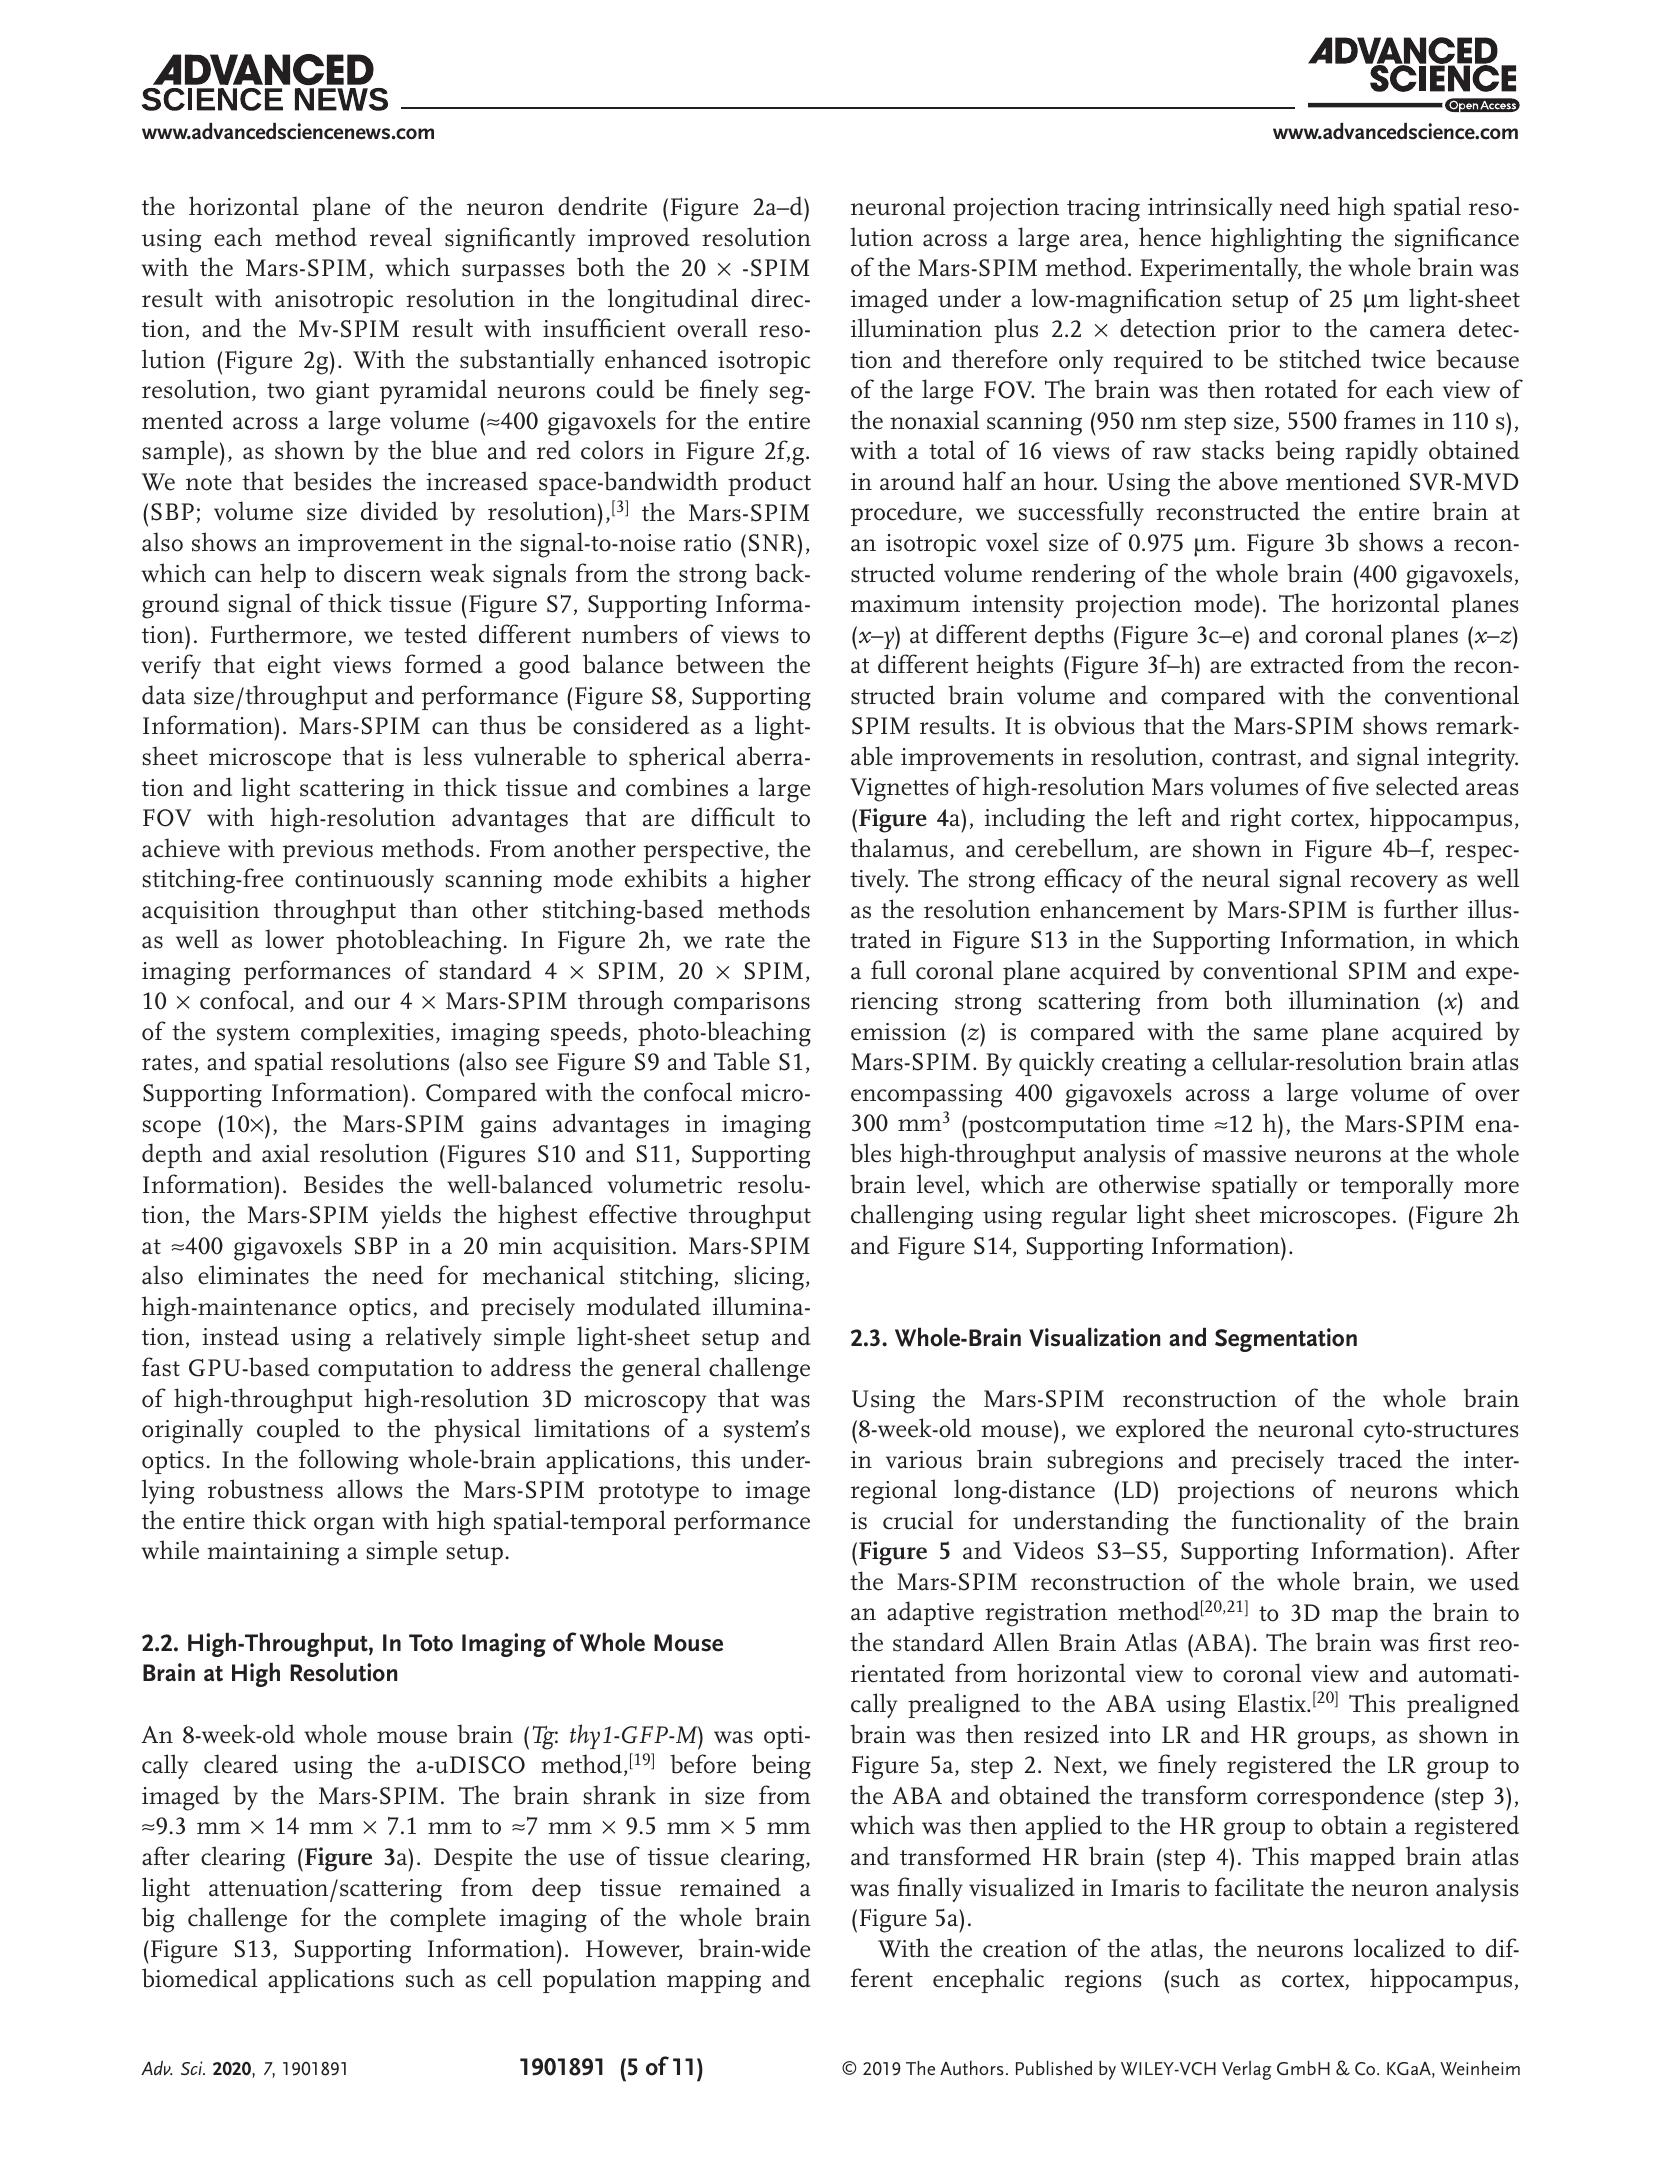 ADVANCED
SCIENCE NEWS
www.advancedsciencenews.com
ADVANCED
SCIENCE
Open Access
www.advancedscience.com
the horizontal plane of the neuron dendrite (Figure 2a–d)
using each method reveal significantly improved resolution
with the Mars-SPIM, which surpasses both the 20 × -SPIM
result with anisotropic resolution in the longitudinal direc-
tion, and the Mv-SPIM result with insufficient overall reso-
lution (Figure 2g). With the substantially enhanced isotropic
resolution, two giant pyramidal neurons could be finely seg-
mented across a large volume (≈400 gigavoxels for the entire
sample), as shown by the blue and red colors in Figure 2f,g.
We note that besides the increased space-bandwidth product
(SBP; volume size divided by resolution),[3] the Mars-SPIM
also shows an improvement in the signal-to-noise ratio (SNR),
which can help to discern weak signals from the strong back-
ground signal of thick tissue (Figure S7, Supporting Informa-
tion). Furthermore, we tested different numbers of views to
verify that eight views formed a good balance between the
data size/throughput and performance (Figure S8, Supporting
Information). Mars-SPIM can thus be considered as a light-
sheet microscope that is less vulnerable to spherical aberra-
tion and light scattering in thick tissue and combines a large
FOV with high-resolution advantages that are difficult to
achieve with previous methods. From another perspective, the
stitching-free continuously scanning mode exhibits a higher
acquisition throughput than other stitching-based methods
as well as lower photobleaching. In Figure 2h, we rate the
imaging performances of standard 4 × SPIM, 20 × SPIM,
10 × confocal, and our 4 × Mars-SPIM through comparisons
of the system complexities, imaging speeds, photo-bleaching
rates, and spatial resolutions (also see Figure S9 and Table S1,
Supporting Information). Compared with the confocal micro-
scope (10×), the Mars-SPIM gains advantages in imaging
depth and axial resolution (Figures S10 and S11, Supporting
Information). Besides the well-balanced volumetric resolu-
tion, the Mars-SPIM yields the highest effective throughput
at ≈400 gigavoxels SBP in a 20 min acquisition. Mars-SPIM
also eliminates the need for mechanical stitching, slicing,
high-maintenance optics, and precisely modulated illumina-
tion, instead using a relatively simple light-sheet setup and
fast GPU-based computation to address the general challenge
of high-throughput high-resolution 3D microscopy that was
originally coupled to the physical limitations of a system's
optics. In the following whole-brain applications, this under-
lying robustness allows the Mars-SPIM prototype to image
the entire thick organ with high spatial-temporal performance
while maintaining a simple setup.
2.2. High-Throughput, In Toto Imaging of Whole Mouse
Brain at High Resolution
An 8-week-old whole mouse brain (Tg: thy1-GFP-M) was opti-
cally cleared using the a-uDISCO method,[19] before being
imaged by the Mars-SPIM. The brain shrank in size from
≈9.3 mm × 14 mm × 7.1 mm to ≈7 mm × 9.5 mm × 5 mm
after clearing (Figure 3a). Despite the use of tissue clearing,
light attenuation/scattering from deep tissue remained a
big challenge for the complete imaging of the whole brain
(Figure S13, Supporting Information). However, brain-wide
biomedical applications such as cell population mapping and
neuronal projection tracing intrinsically need high spatial reso-
lution across a large area, hence highlighting the significance
of the Mars-SPIM method. Experimentally, the whole brain was
imaged under a low-magnification setup of 25 µm light-sheet
illumination plus 2.2 × detection prior to the camera detec-
tion and therefore only required to be stitched twice because
of the large FOV. The brain was then rotated for each view of
the nonaxial scanning (950 nm step size, 5500 frames in 110 s),
with a total of 16 views of raw stacks being rapidly obtained
in around half an hour. Using the above mentioned SVR-MVD
procedure, we successfully reconstructed the entire brain at
an isotropic voxel size of 0.975 µm. Figure 3b shows a recon-
structed volume rendering of the whole brain (400 gigavoxels,
maximum intensity projection mode). The horizontal planes
(x–y) at different depths (Figure 3c–e) and coronal planes (x–z)
at different heights (Figure 3f–h) are extracted from the recon-
structed brain volume and compared with the conventional
SPIM results. It is obvious that the Mars-SPIM shows remark-
able improvements in resolution, contrast, and signal integrity.
Vignettes of high-resolution Mars volumes of five selected areas
(Figure 4a), including the left and right cortex, hippocampus,
thalamus, and cerebellum, are shown in Figure 4b–f, respec-
tively. The strong efficacy of the neural signal recovery as well
as the resolution enhancement by Mars-SPIM is further illus-
trated in Figure S13 in the Supporting Information, in which
a full coronal plane acquired by conventional SPIM and expe-
riencing strong scattering from both illumination (x) and
emission (z) is compared with the same plane acquired by
Mars-SPIM. By quickly creating a cellular-resolution brain atlas
encompassing 400 gigavoxels across a large volume of over
300 mm3 (postcomputation time ≈12 h), the Mars-SPIM ena-
bles high-throughput analysis of massive neurons at the whole
brain level, which are otherwise spatially or temporally more
challenging using regular light sheet microscopes. (Figure 2h
and Figure S14, Supporting Information).
2.3. Whole-Brain Visualization and Segmentation
Using the Mars-SPIM reconstruction of the whole brain
(8-week-old mouse), we explored the neuronal cyto-structures
in various brain subregions and precisely traced the inter-
regional long-distance (LD) projections of neurons which
is crucial for understanding the functionality of the brain
(Figure 5 and Videos S3–S5, Supporting Information). After
the Mars-SPIM reconstruction of the whole brain, we used
an adaptive registration method[20,21] to 3D map the brain to
the standard Allen Brain Atlas (ABA). The brain was first reo-
rientated from horizontal view to coronal view and automati-
cally prealigned to the ABA using Elastix.[20] This prealigned
brain was then resized into LR and HR groups, as shown in
Figure 5a, step 2. Next, we finely registered the LR group to
the ABA and obtained the transform correspondence (step 3),
which was then applied to the HR group to obtain a registered
and transformed HR brain (step 4). This mapped brain atlas
was finally visualized in Imaris to facilitate the neuron analysis
(Figure 5a).
With the creation of the atlas, the neurons localized to dif-
ferent encephalic regions (such as cortex, hippocampus,
Adv. Sci. 2020, 7, 1901891
1901891 (5 of 11)
© 2019 The Authors. Published by WILEY-VCH Verlag GmbH & Co. KGaA, Weinheim